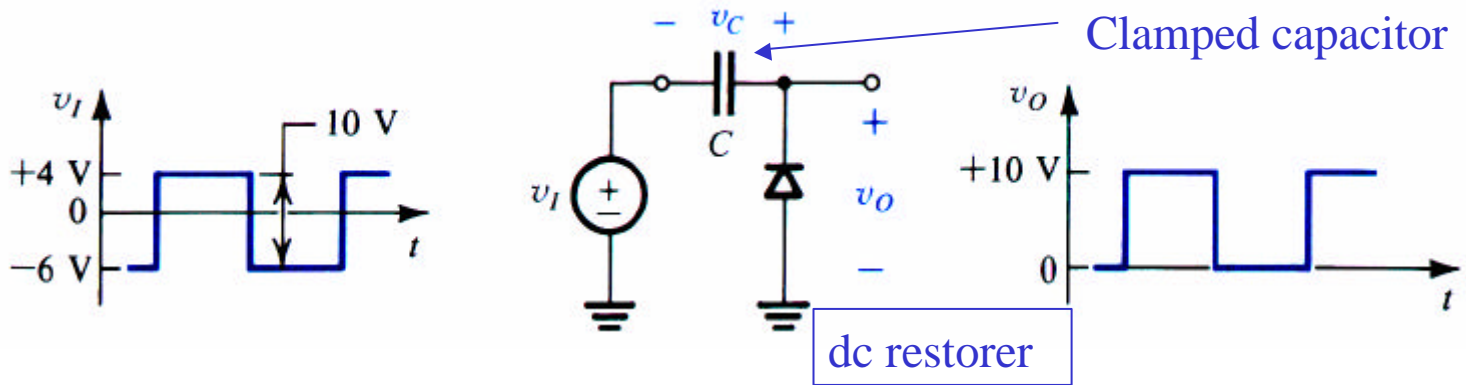 − v_C +
Clamped capacitor
v_I
10 V
+4 V
0
−6 V
t
C
v_I
+
−
+
v_O
−
v_O
+10 V
0
t
dc restorer